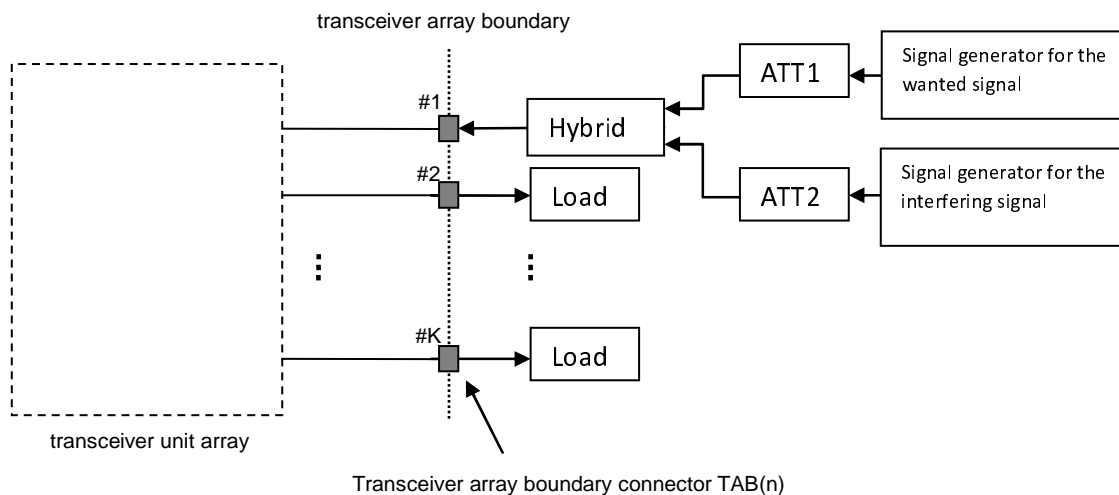 transceiver array boundary
Signal generator for the
wanted signal
ATT1
#1
Hybrid
#2
Load
ATT2
Signal generator for the
interfering signal
...
...
#K
Load
transceiver unit array
Transceiver array boundary connector TAB(n)